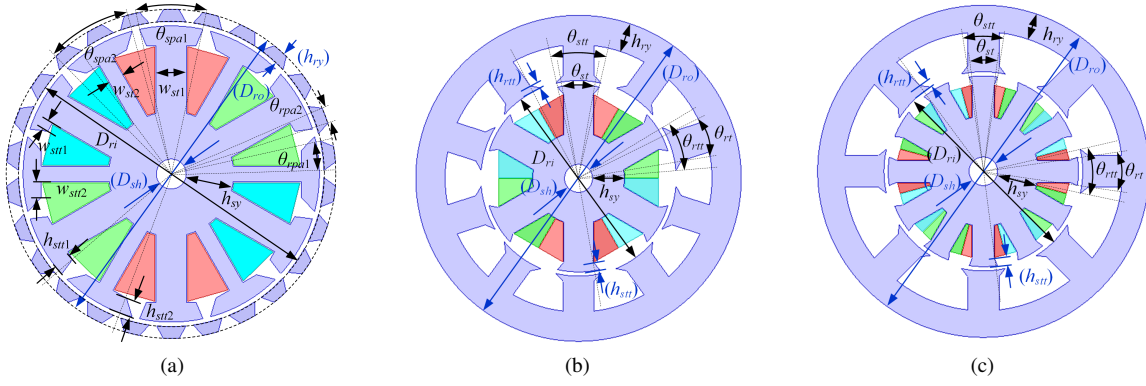 θspa1
(hry)
θspa2
wst2
wst1
(Dro)
θrpa2
Dri
wstt1
θrpa1
(Dsh)
wstt2
hsy
hstt1
hstt2
(a)
θstt
hry
(hrtt)
θst
(Dro)
θrt
θrtt
Dri
(Dsh)
hsy
(hstt)
(b)
θstt
hry
θst
(hrtt)
(Dro)
(Dri)
θrtt
θrt
(Dsh)
hsy
(hstt)
(c)